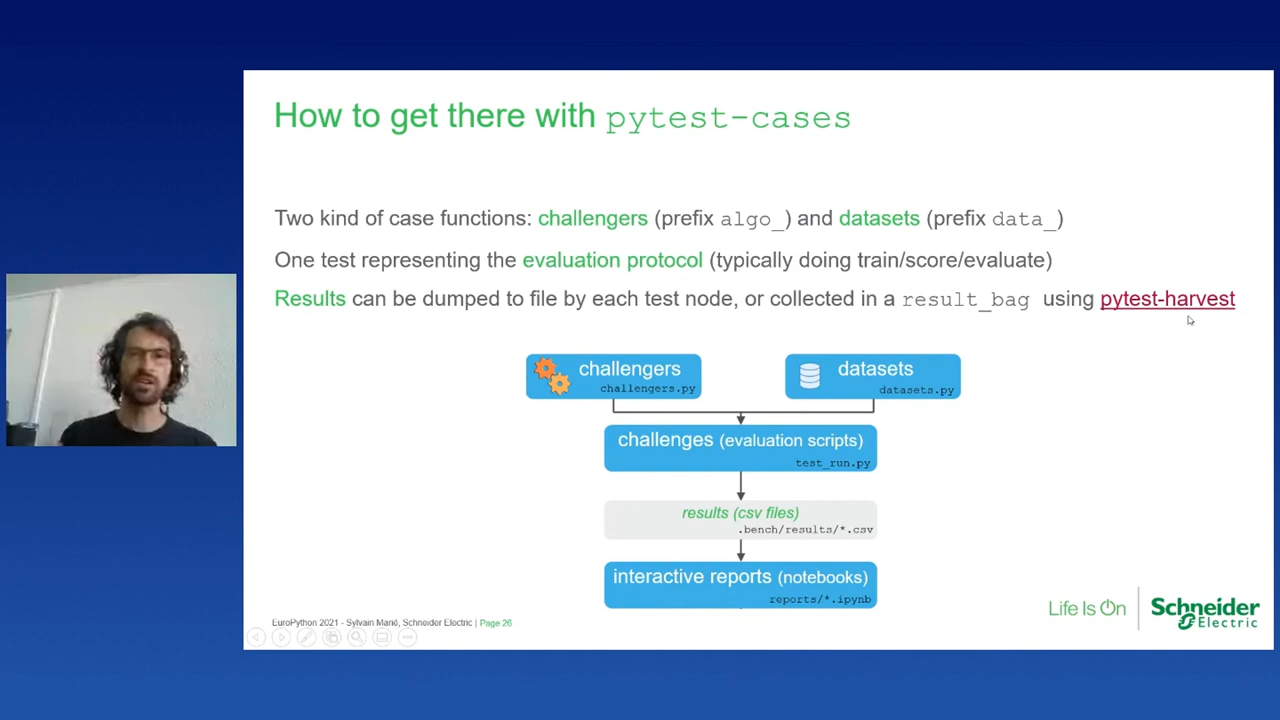 How to get there with pytest-cases
Two kind of case functions: challengers (prefix algo_) and datasets (prefix data_)
One test representing the evaluation protocol (typically doing train/score/evaluate)
Results can be dumped to file by each test node, or collected in a result_bag using pytest-harvest
challengers
challengers.py
datasets
datasets.py
challenges (evaluation scripts)
test_run.py
results (csv files)
.bench/results/*.csv
interactive reports (notebooks)
reports/*.ipynb
EuroPython 2021 - Sylvain Marié, Schneider Electric | Page 26
Life Is On
Schneider
Electric